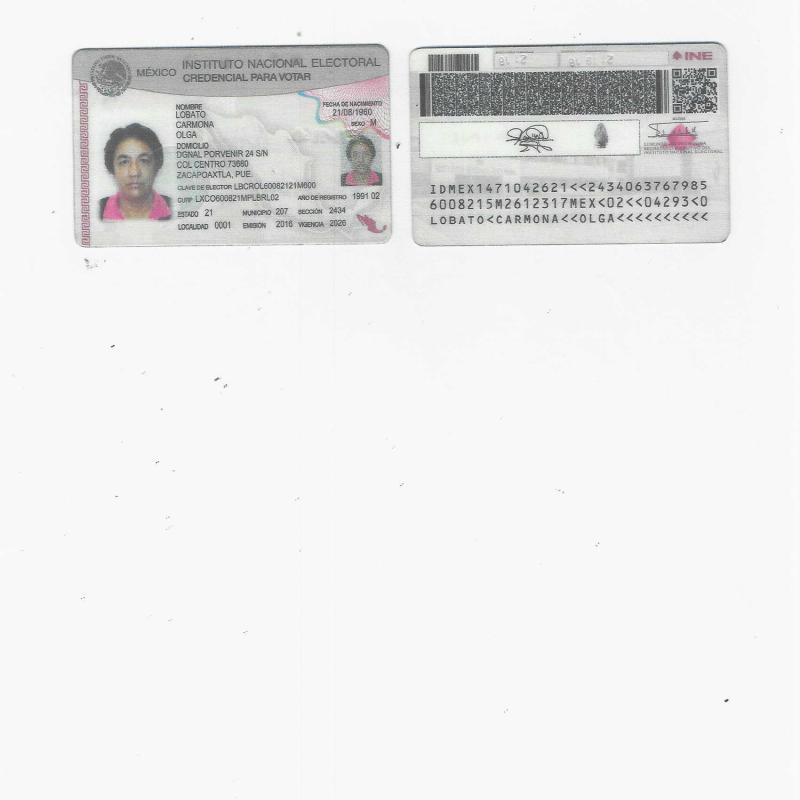 MÉXICO
INSTITUTO NACIONAL ELECTORAL
CREDENCIAL PARA VOTAR
NOMBRE
LOBATO
CARMONA
OLGA
FECHA DE NACIMIENTO
21/08/1960
SEXO M
DOMICILIO
DGNAL PORVENIR 24 S/N
COL CENTRO 73680
ZACAPOAXTLA, PUE.
CLAVE DE ELECTOR LBCROL60082121M600
CURP LXCO600821MPLBRL02 AÑO DE REGISTRO 1991 02
ESTADO 21 MUNICIPIO 207 SECCIÓN 2434
LOCALIDAD 0001 EMISIÓN 2016 VIGENCIA 2026
INE
INSTITUTO NACIONAL ELECTORAL
IDMEX1471042621<<2434063767985
6008215M2612317MEX<02<<04293<0
LOBATO<CARMONA<<OLGA<<<<<<<<<<